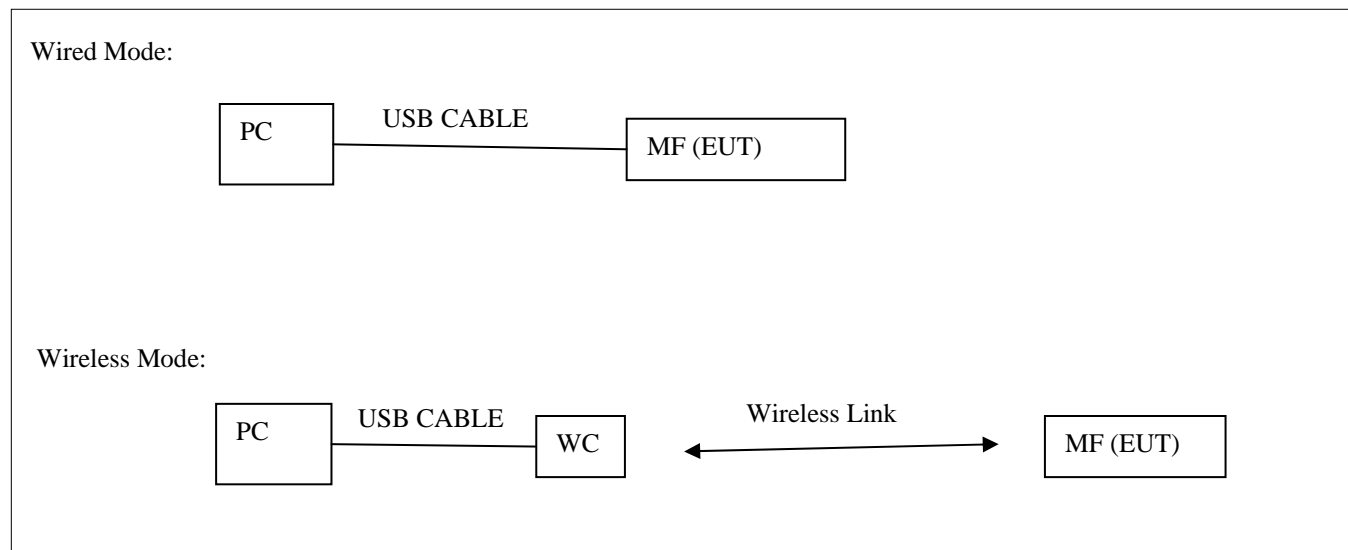 Wired Mode:
PC
USB CABLE
MF (EUT)
Wireless Mode:
PC
USB CABLE
WC
Wireless Link
MF (EUT)